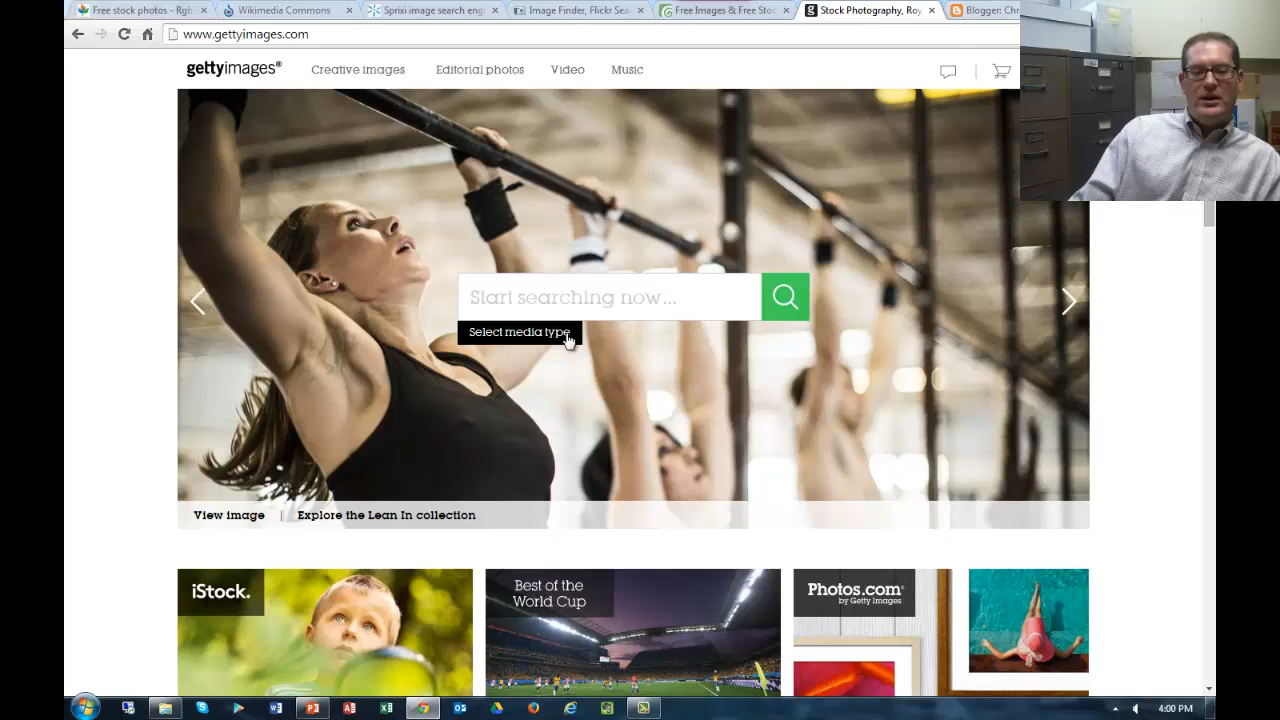 Free stock photos - Rgb
Wikimedia Commons
Sprixi image search eng
Image Finder, Flickr Sea
Free Images & Free Stoc
Stock Photography, Roy
Blogger: Chr
www.gettyimages.com
gettyimages®
Creative images
Editorial photos
Video
Music
Start searching now...
Select media type
View image | Explore the Lean In collection
iStock.
Best of the
World Cup
Photos.com®
by Getty Images
4:00 PM